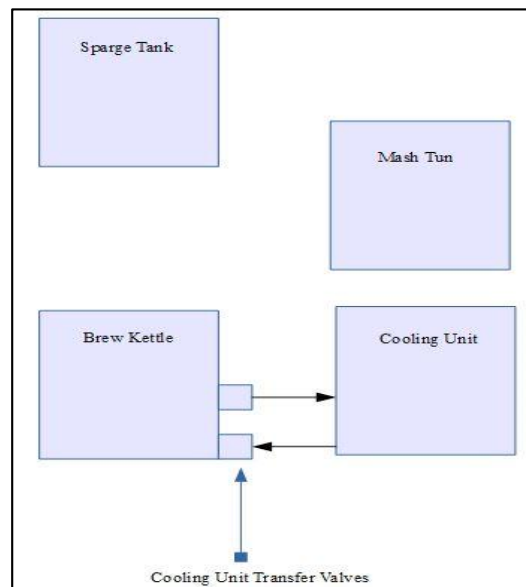 Sparge Tank
Mash Tun
Brew Kettle
Cooling Unit
Cooling Unit Transfer Valves